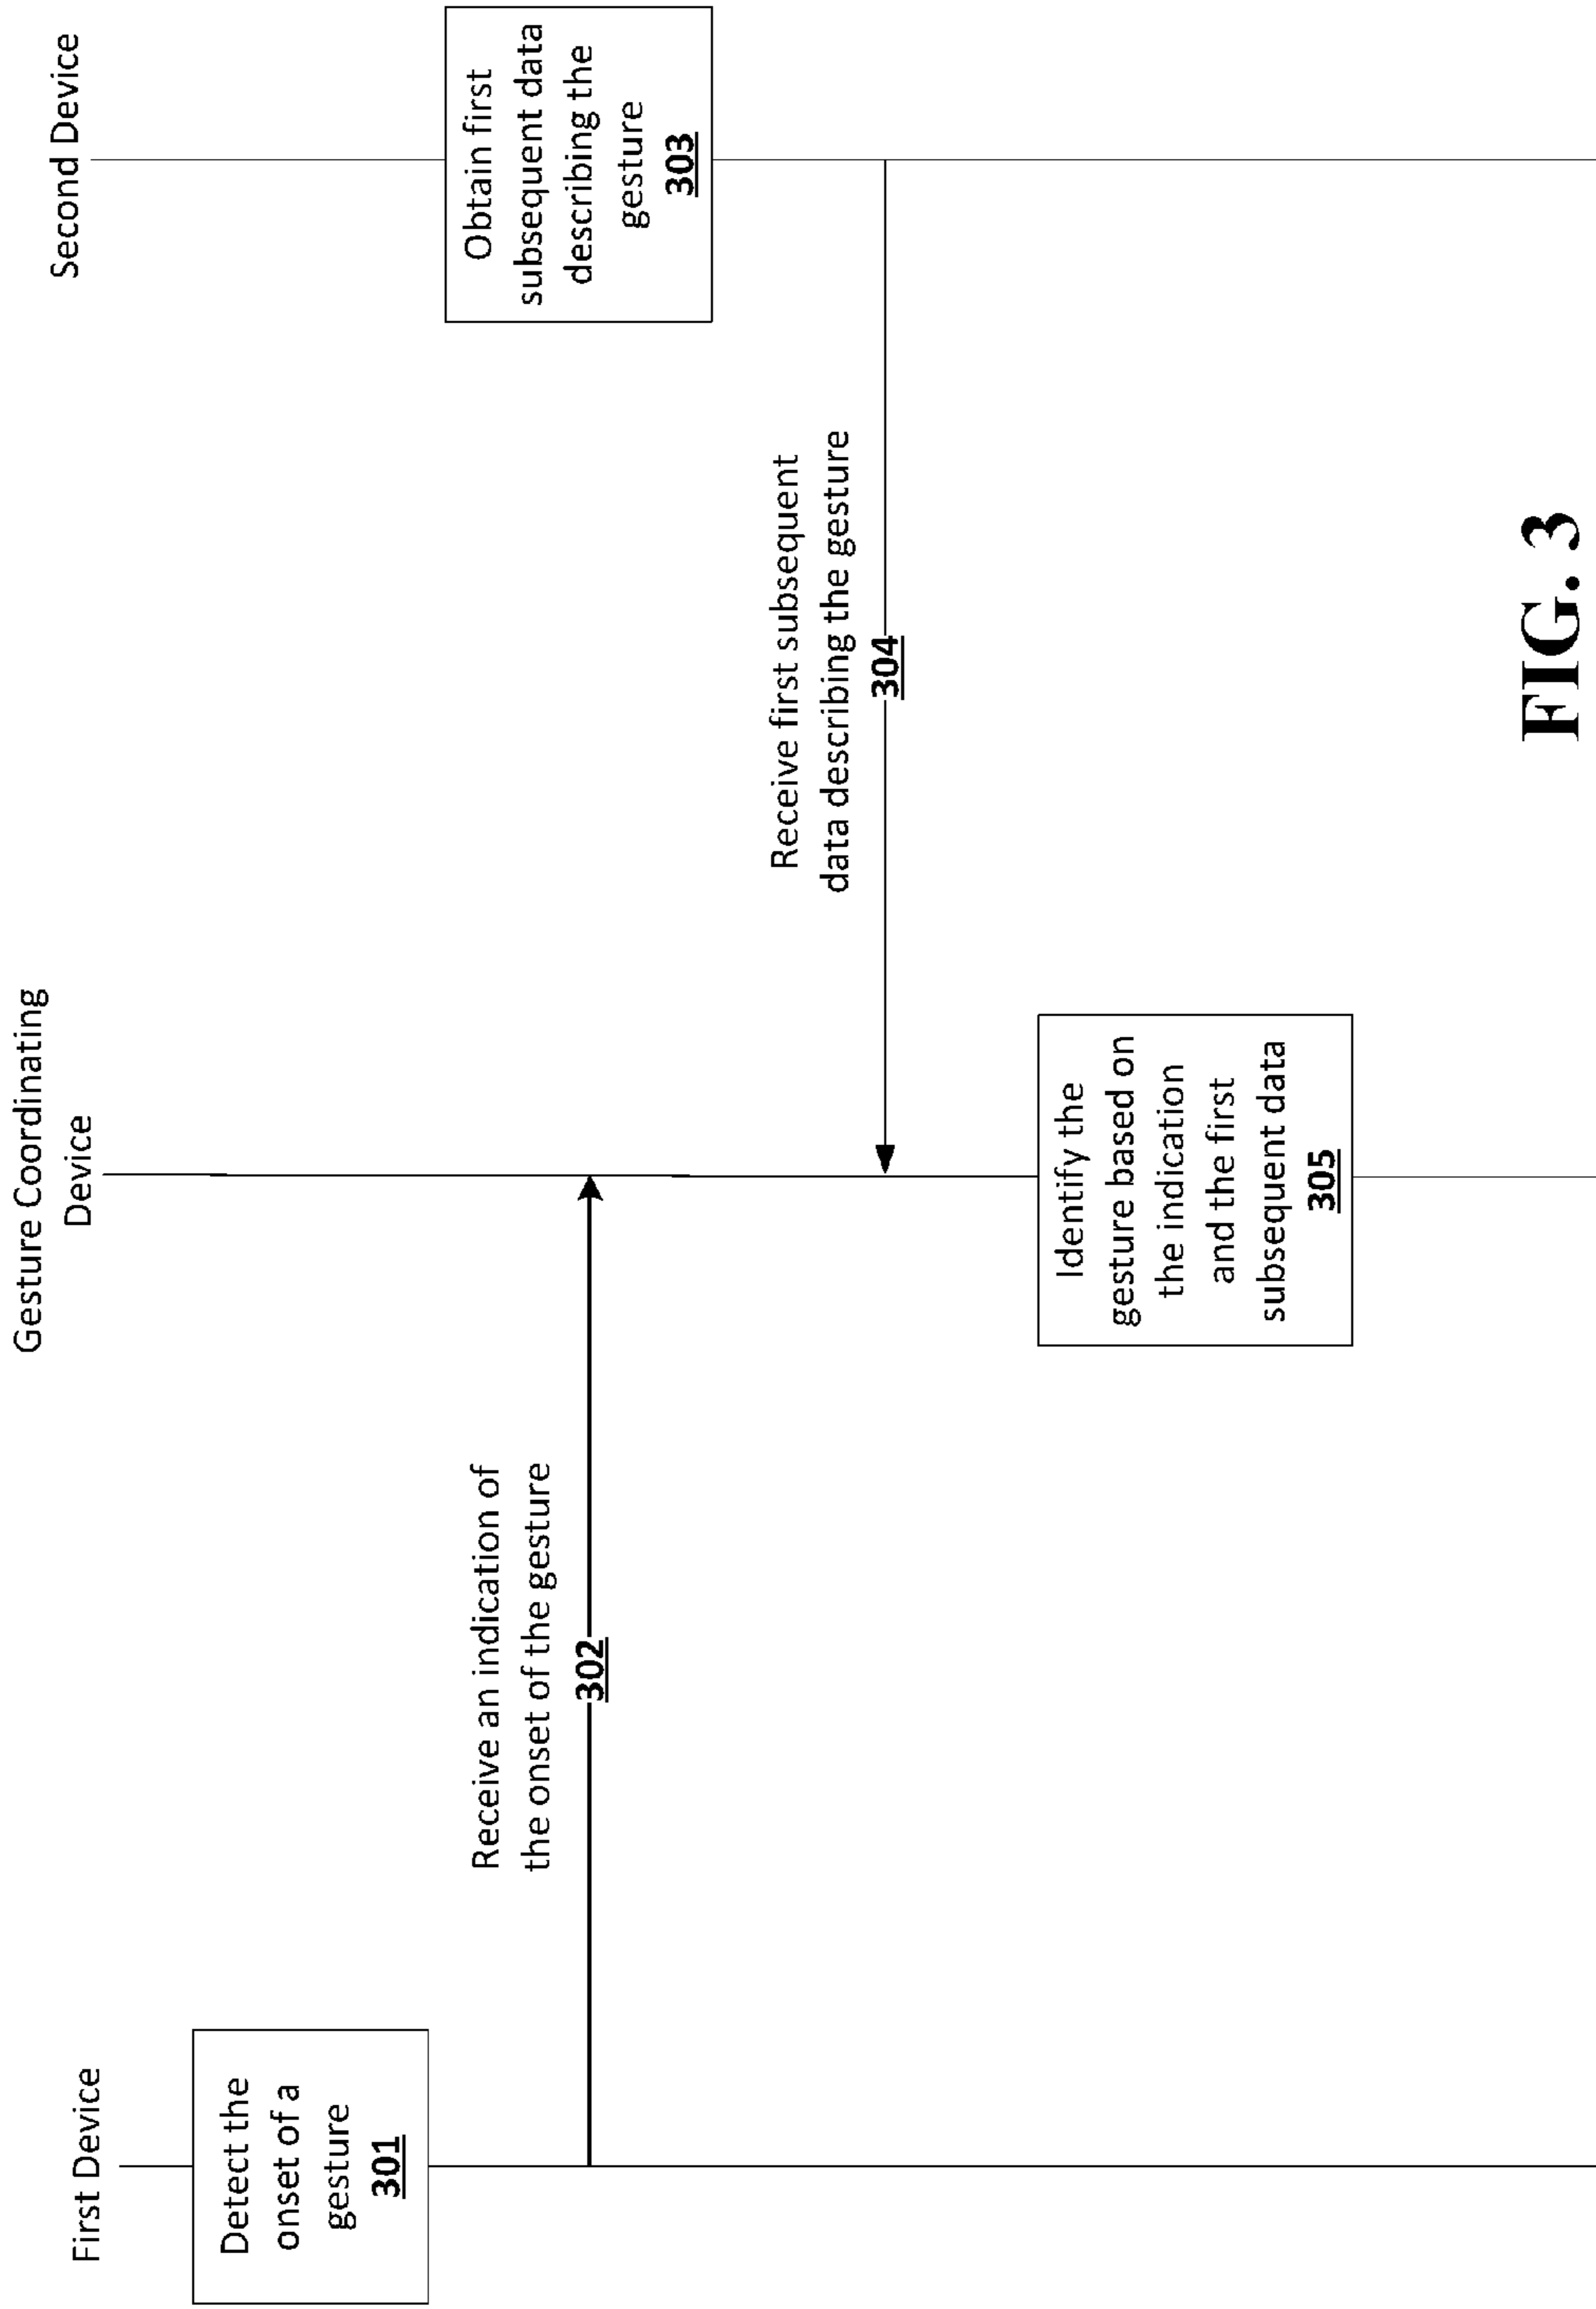 First Device
Gesture Coordinating
Device
Second Device
Detect the
onset of a
gesture
301
Receive an indication of
the onset of the gesture
302
Obtain first
subsequent data
describing the
gesture
303
Receive first subsequent
data describing the gesture
304
Identify the
gesture based on
the indication
and the first
subsequent data
305
FIG. 3